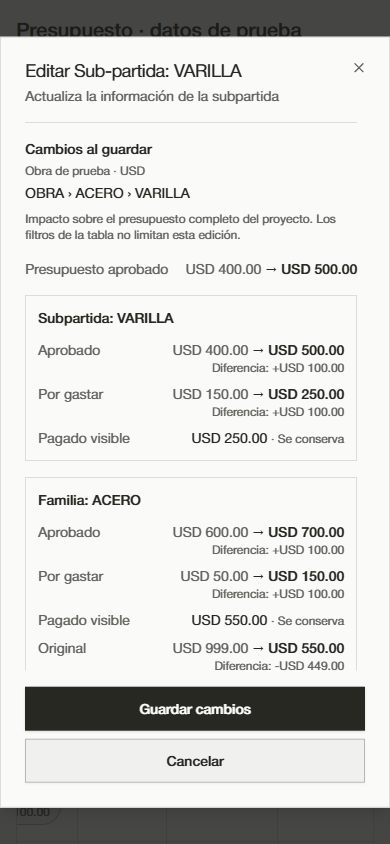 Presupuesto · datos de prueba
Editar Sub-partida: VARILLA
×
Actualiza la información de la subpartida
Cambios al guardar
Obra de prueba · USD
OBRA › ACERO › VARILLA
Impacto sobre el presupuesto completo del proyecto. Los
filtros de la tabla no limitan esta edición.
Presupuesto aprobado USD 400.00 → USD 500.00
Subpartida: VARILLA
Aprobado USD 400.00 → USD 500.00
Diferencia: +USD 100.00
Por gastar USD 150.00 → USD 250.00
Diferencia: +USD 100.00
Pagado visible USD 250.00 · Se conserva
Familia: ACERO
Aprobado USD 600.00 → USD 700.00
Diferencia: +USD 100.00
Por gastar USD 50.00 → USD 150.00
Diferencia: +USD 100.00
Pagado visible USD 550.00 · Se conserva
Original USD 999.00 → USD 550.00
Diferencia: -USD 449.00
Guardar cambios
Cancelar
00.00